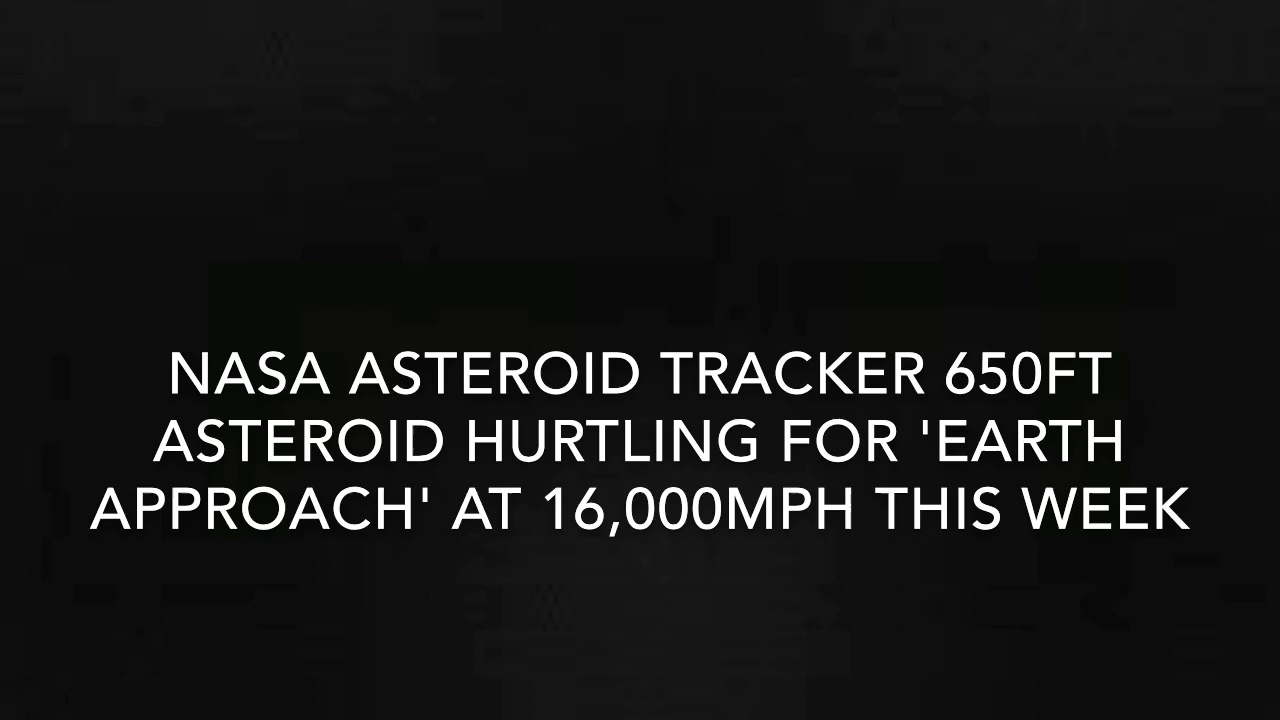 NASA ASTEROID TRACKER 650FT
ASTEROID HURTLING FOR 'EARTH
APPROACH' AT 16,000MPH THIS WEEK